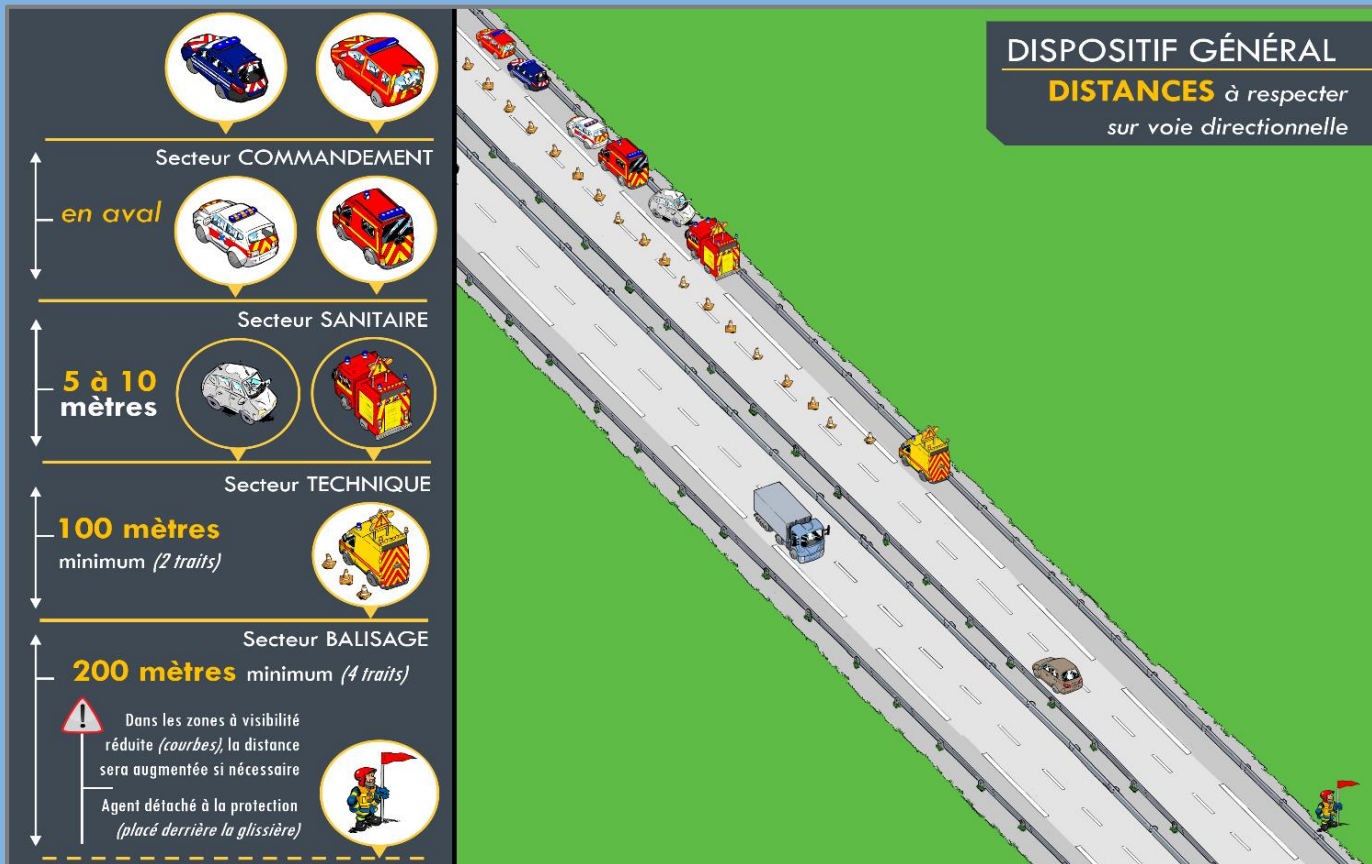 DISPOSITIF GÉNÉRAL
DISTANCES à respecter
sur voie directionnelle
Secteur COMMANDEMENT
en aval
Secteur SANITAIRE
5 à 10
mètres
Secteur TECHNIQUE
100 mètres
minimum (2 traits)
Secteur BALISAGE
200 mètres minimum (4 traits)
!
Dans les zones à visibilité
réduite (courbes), la distance
sera augmentée si nécessaire
Agent détaché à la protection
(placé derrière la glissière)